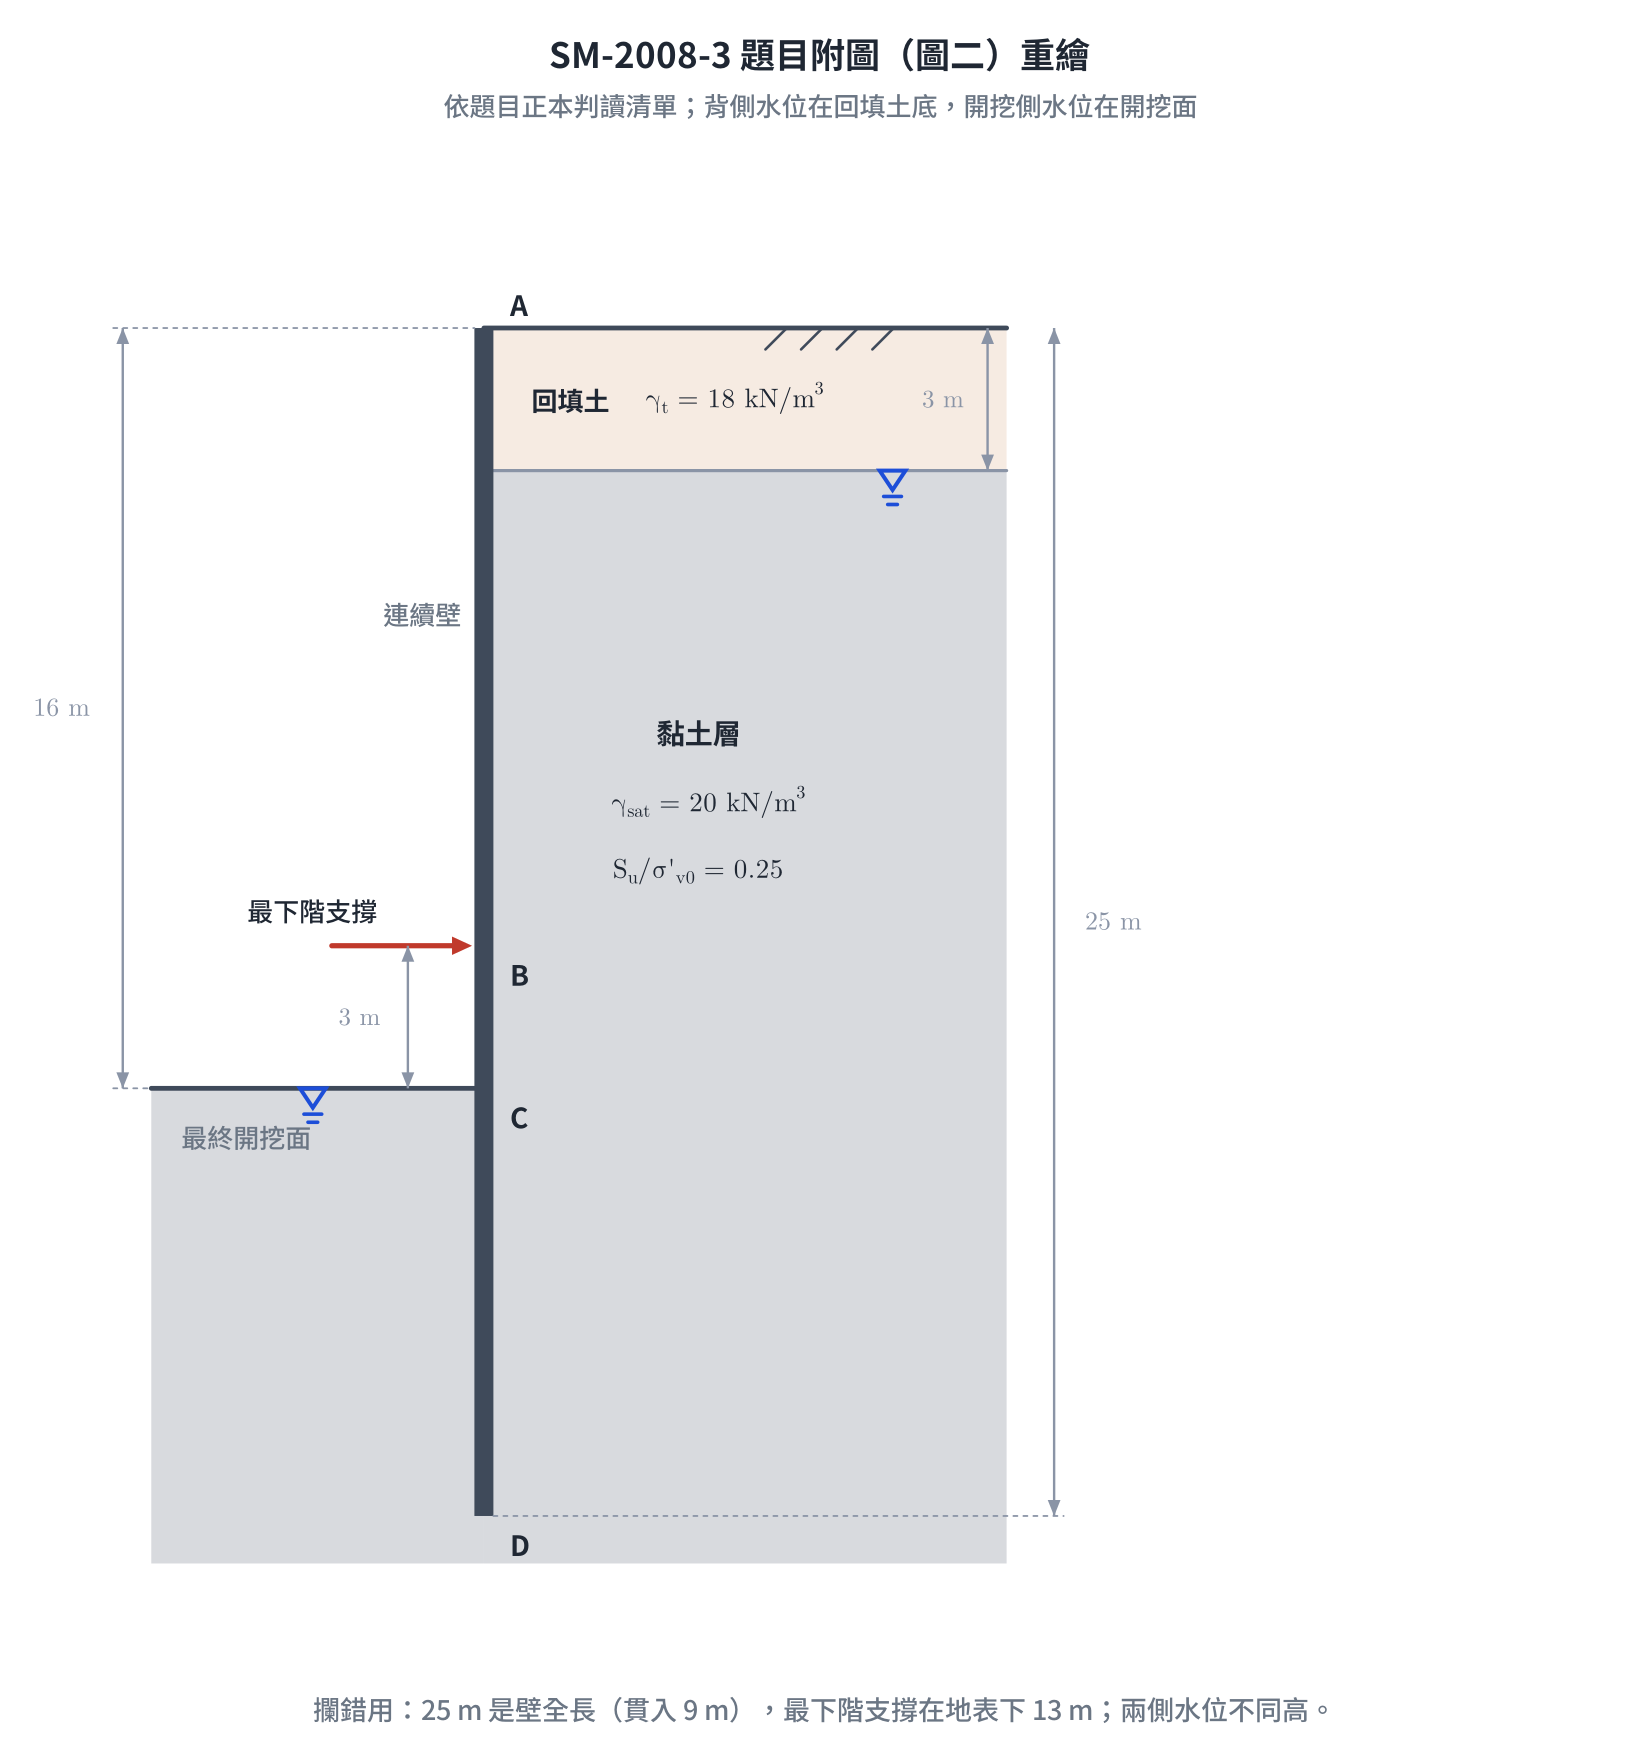 SM-2008-3 題目附圖（圖二）重繪
依題目正本判讀清單；背側水位在回填土底，開挖側水位在開挖面
A
回填土 γt = 18 kN/m³
3 m
連續壁
16 m
黏土層
γsat = 20 kN/m³
Su/σ'v0 = 0.25
最下階支撐
25 m
B
3 m
C
最終開挖面
D
攔錯用：25 m 是壁全長（貫入 9 m），最下階支撐在地表下 13 m；兩側水位不同高。